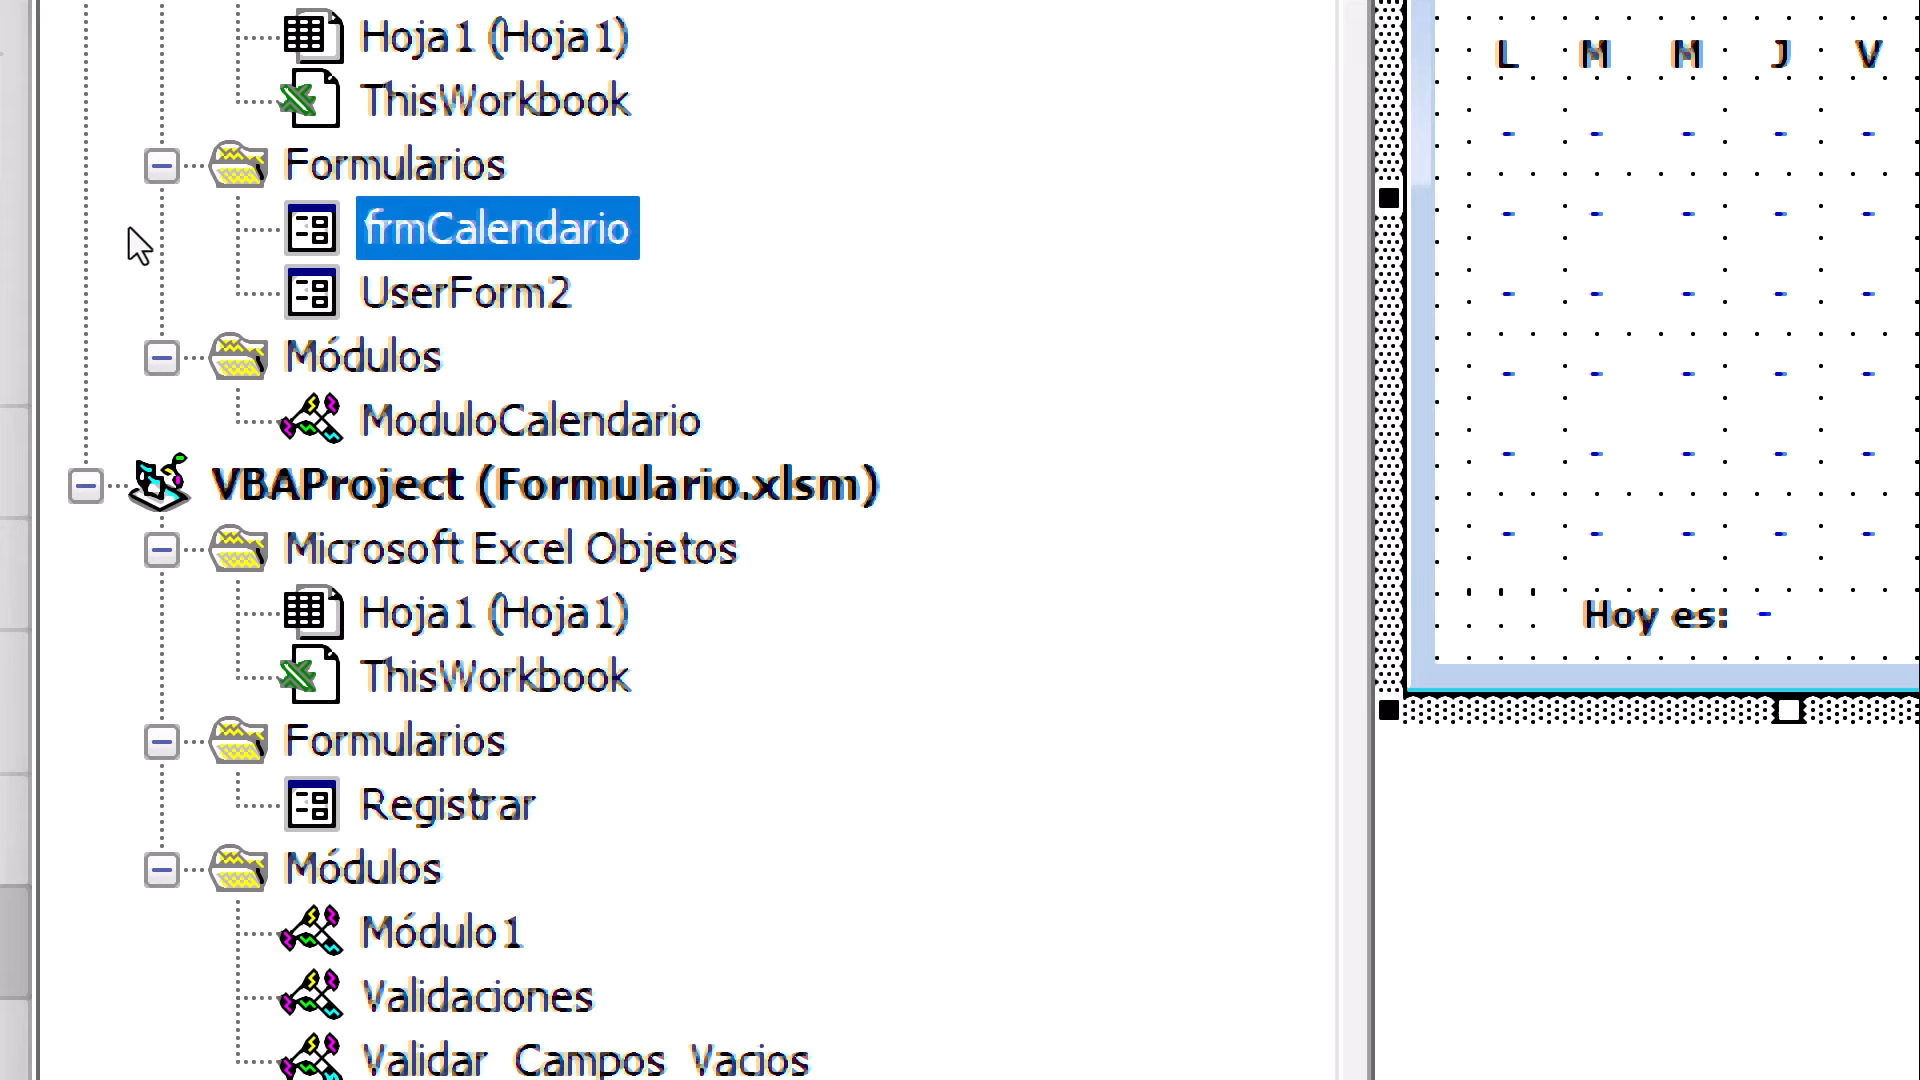 Hoja1 (Hoja1)
ThisWorkbook
Formularios
frmCalendario
UserForm2
Módulos
ModuloCalendario
VBAProject (Formulario.xlsm)
Microsoft Excel Objetos
Hoja1 (Hoja1)
ThisWorkbook
Formularios
Registrar
Módulos
Módulo1
Validaciones
Validar_Campos_Vacios
L M M J V
- - - - -
- - - - -
- - - - -
- - - - -
- - - - -
- - - - -
Hoy es: -